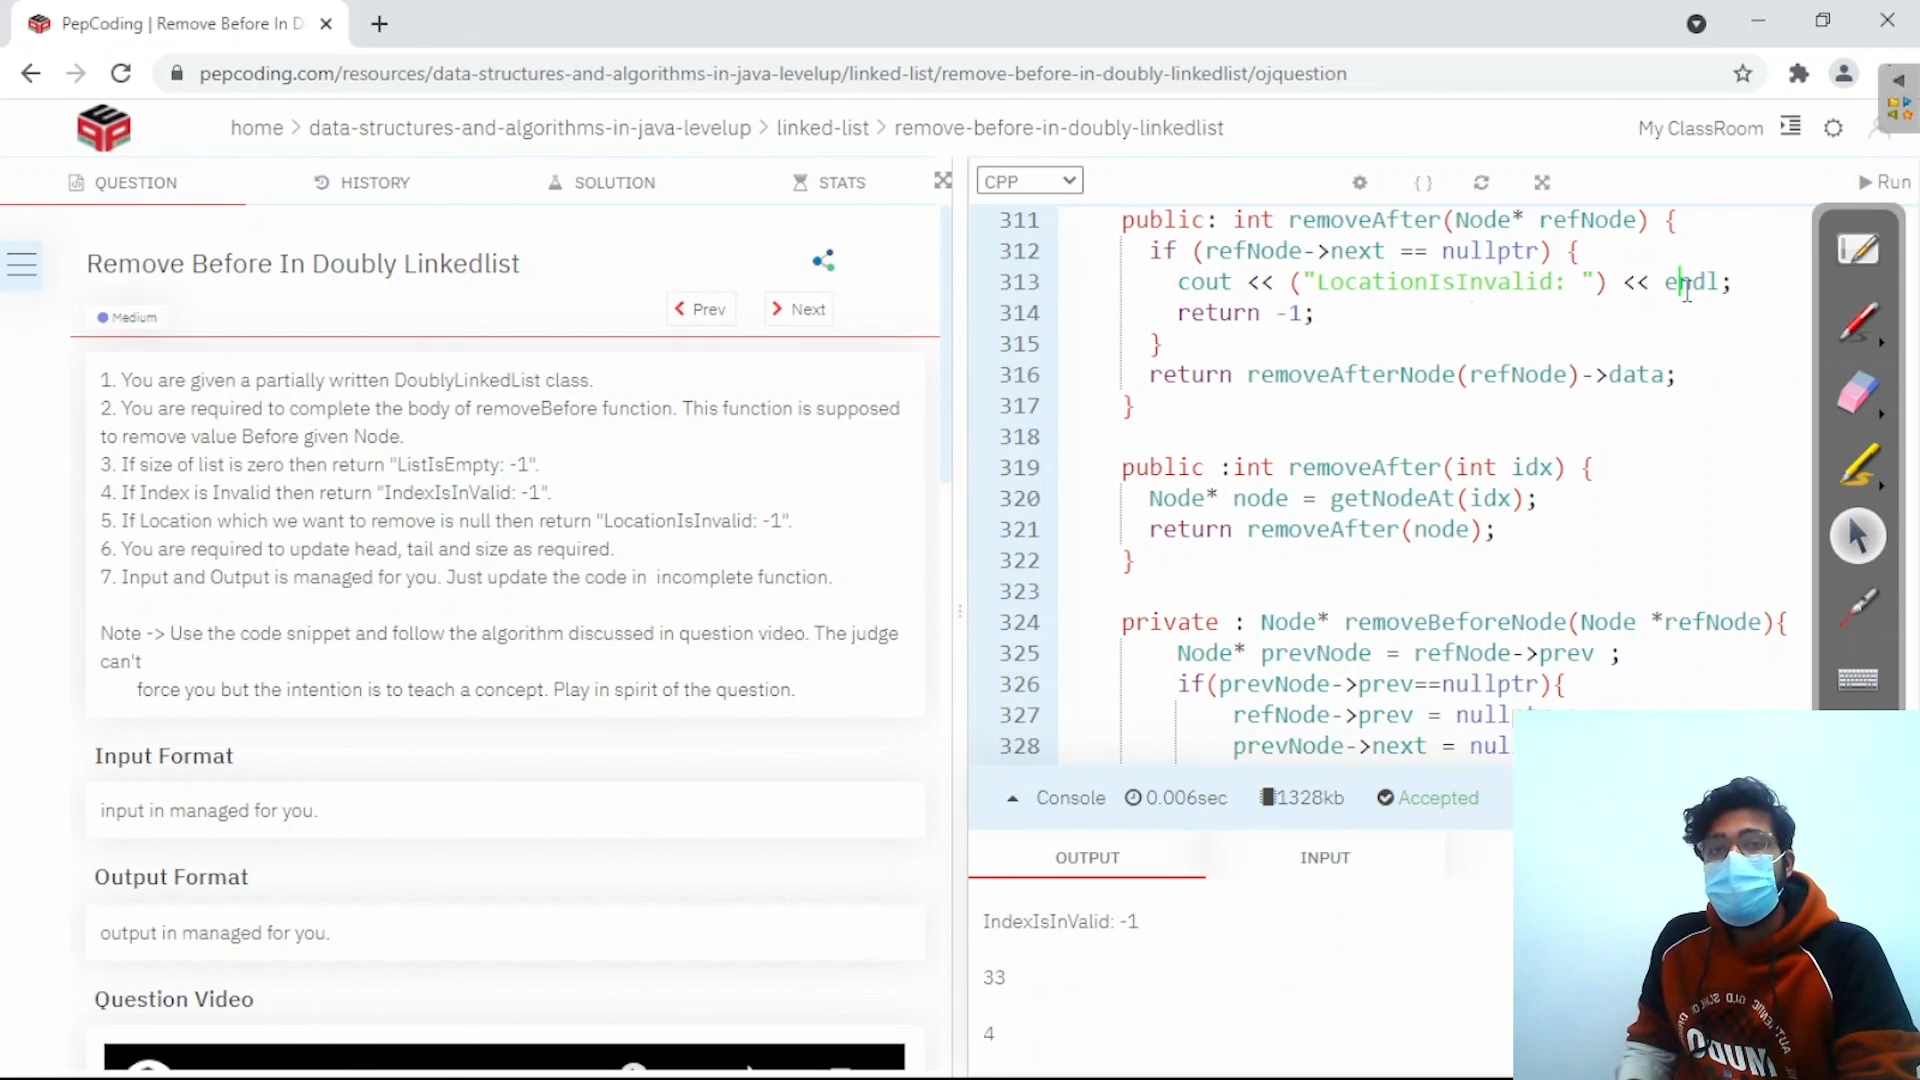 PepCoding | Remove Before In D
pepcoding.com/resources/data-structures-and-algorithms-in-java-levelup/linked-list/remove-before-in-doubly-linkedlist/ojquestion
home > data-structures-and-algorithms-in-java-levelup > linked-list > remove-before-in-doubly-linkedlist
My ClassRoom
QUESTION HISTORY SOLUTION STATS
Remove Before In Doubly Linkedlist
Medium
Prev Next
1. You are given a partially written DoublyLinkedList class.
2. You are required to complete the body of removeBefore function. This function is supposed
to remove value Before given Node.
3. If size of list is zero then return "ListIsEmpty: -1".
4. If Index is Invalid then return "IndexIsInValid: -1".
5. If Location which we want to remove is null then return "LocationIsInvalid: -1".
6. You are required to update head, tail and size as required.
7. Input and Output is managed for you. Just update the code in incomplete function.
Note -> Use the code snippet and follow the algorithm discussed in question video. The judge
can't
force you but the intention is to teach a concept. Play in spirit of the question.
Input Format
input in managed for you.
Output Format
output in managed for you.
Question Video
CPP
Run
311 public: int removeAfter(Node* refNode) {
312 if (refNode->next == nullptr) {
313 cout << ("LocationIsInvalid: ") << endl;
314 return -1;
315 }
316 return removeAfterNode(refNode)->data;
317 }
318
319 public :int removeAfter(int idx) {
320 Node* node = getNodeAt(idx);
321 return removeAfter(node);
322 }
323
324 private : Node* removeBeforeNode(Node *refNode){
325 Node* prevNode = refNode->prev ;
326 if(prevNode->prev==nullptr){
327 refNode->prev = null
328 prevNode->next = nul
Console 0.006sec 1328kb Accepted
OUTPUT INPUT
IndexIsInValid: -1
33
4